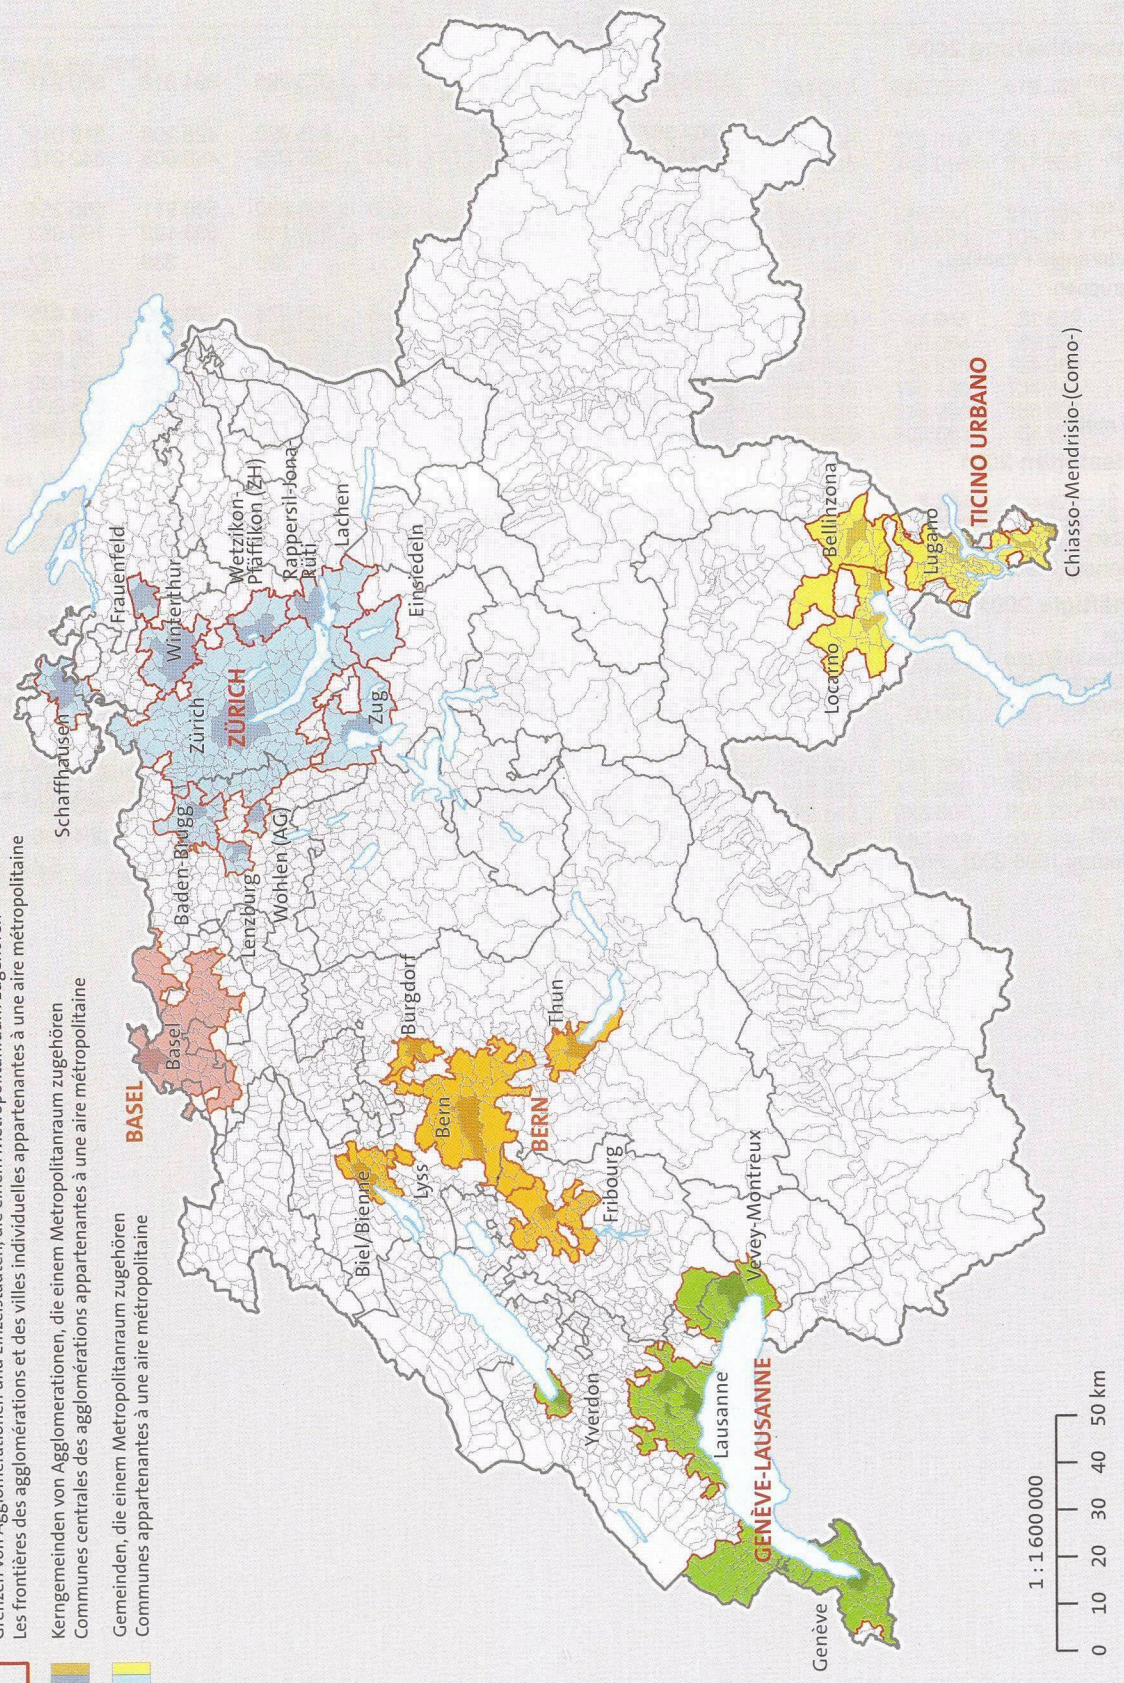 Les frontières des agglomérations et des villes individuelles appartenantes à une aire métropolitaine
Kerngemeinden von Agglomerationen, die einem Metropolitanraum zugehören
Communes centrales des agglomérations appartenantes à une aire métropolitaine
Gemeinden, die einem Metropolitanraum zugehören
Communes appartenantes à une aire métropolitaine
Schaffhausen
Frauenfeld
Winterthur
BASEL
Basel
Baden-Brugg
Zürich
ZÜRICH
Wetzikon-
Pfäffikon (ZH)
Rappersil-Jona-
Rüti
Lachen
Lenzburg
Wohlen (AG)
Zug
Einsiedeln
Biel/Bienne
Burgdorf
Lyss
Bern
BERN
Thun
Fribourg
Yverdon
Vevey-Montreux
Lausanne
GENÈVE-LAUSANNE
Genève
Locarno
Bellinzona
Lugano
TICINO URBANO
Chiasso-Mendrisio-(Como-)
1:1600000
0 10 20 30 40 50 km